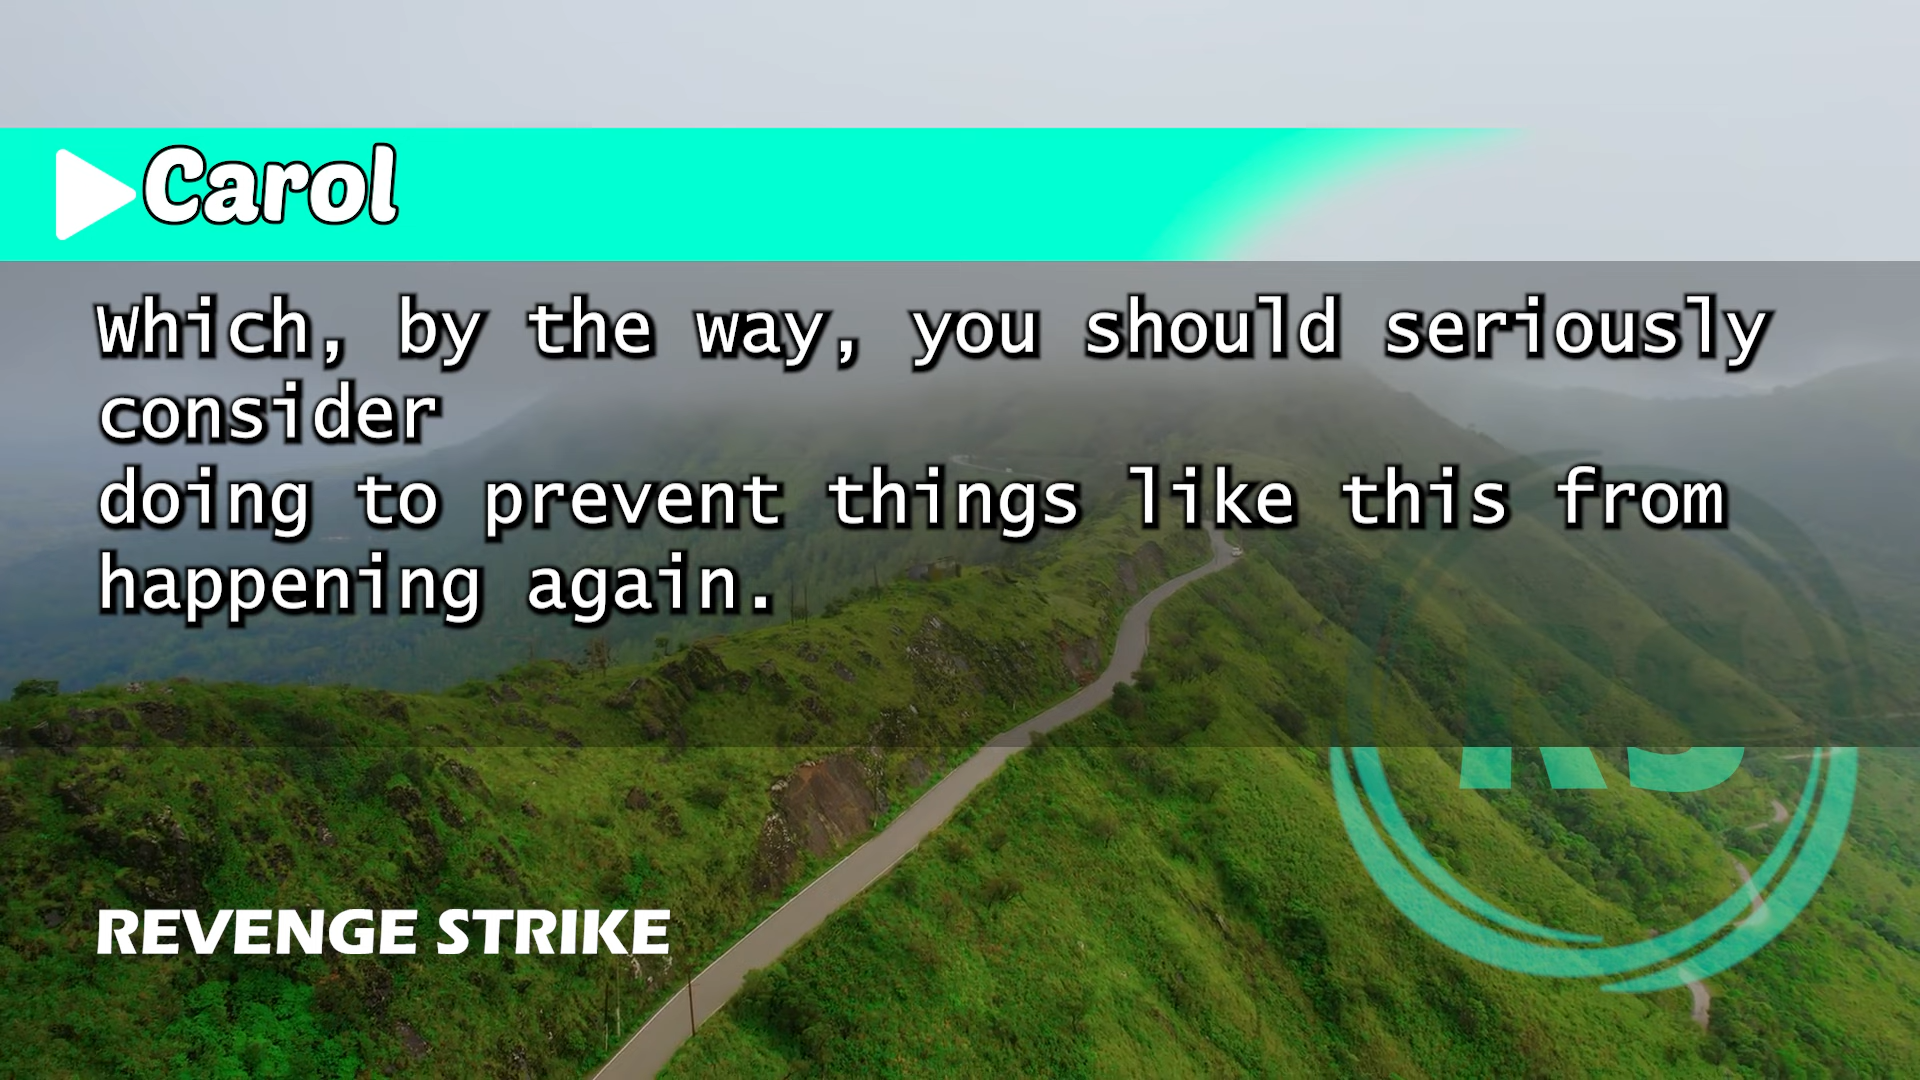 Carol
Which, by the way, you should seriously
consider
doing to prevent things like this from
happening again.
RS
REVENGE STRIKE